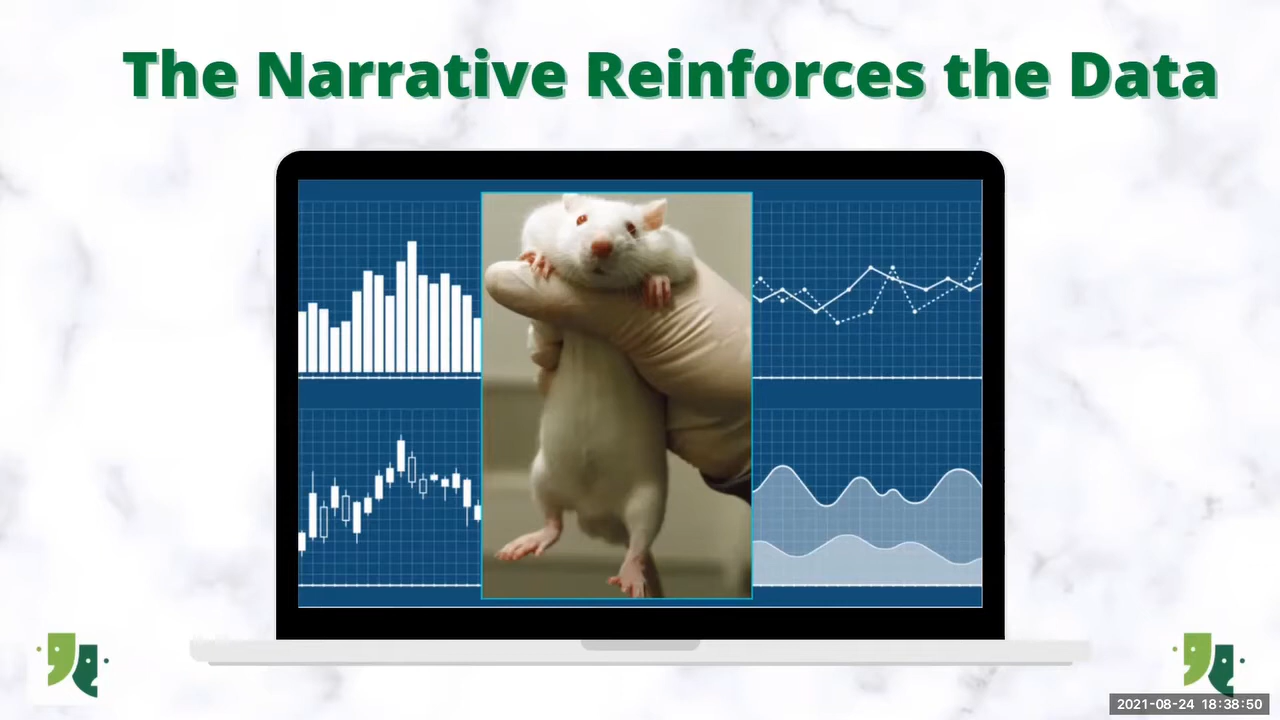 The Narrative Reinforces the Data
2021-08-24 18:38:50